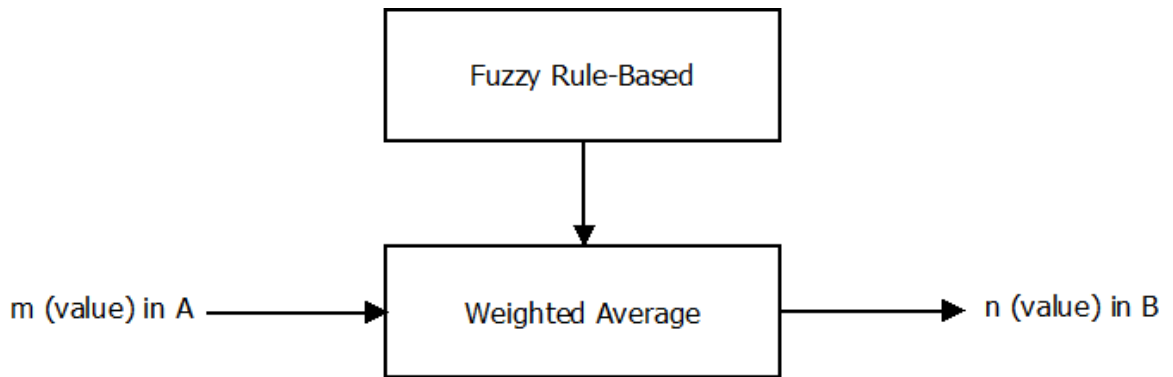 Fuzzy Rule-Based
m (value) in A
Weighted Average
n (value) in B